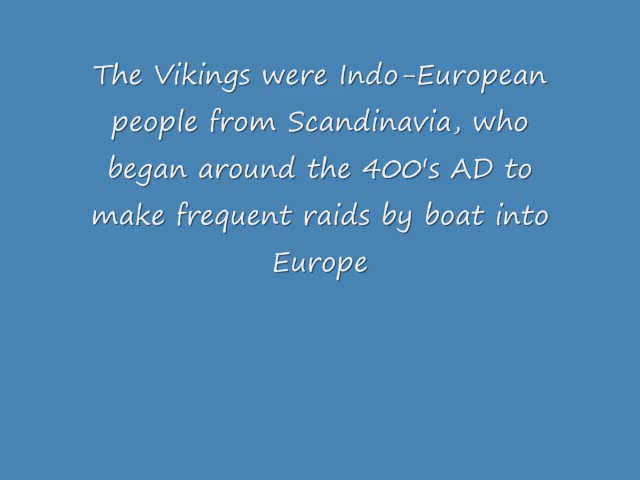 The Vikings were Indo-European
people from Scandinavia, who
began around the 400's AD to
make frequent raids by boat into
Europe